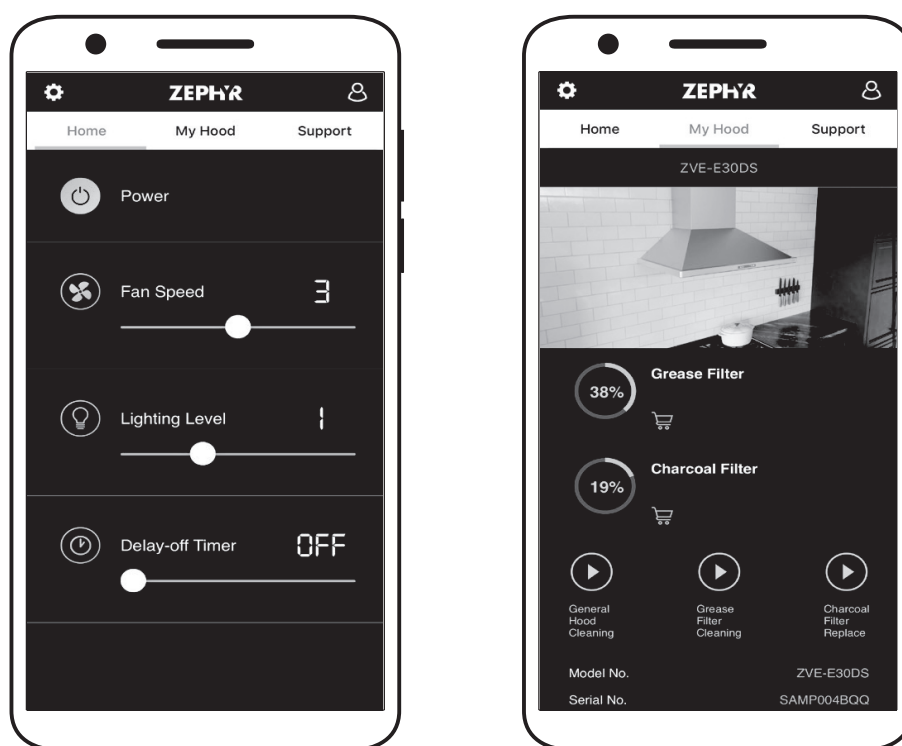 ZEPHYR
Home My Hood Support
Power
Fan Speed 3
Lighting Level 1
Delay-off Timer OFF
ZEPHYR
Home My Hood Support
ZVE-E30DS
38% Grease Filter
19% Charcoal Filter
General
Hood
Cleaning
Grease
Filter
Cleaning
Charcoal
Filter
Replace
Model No. ZVE-E30DS
Serial No. SAMP004BQQ